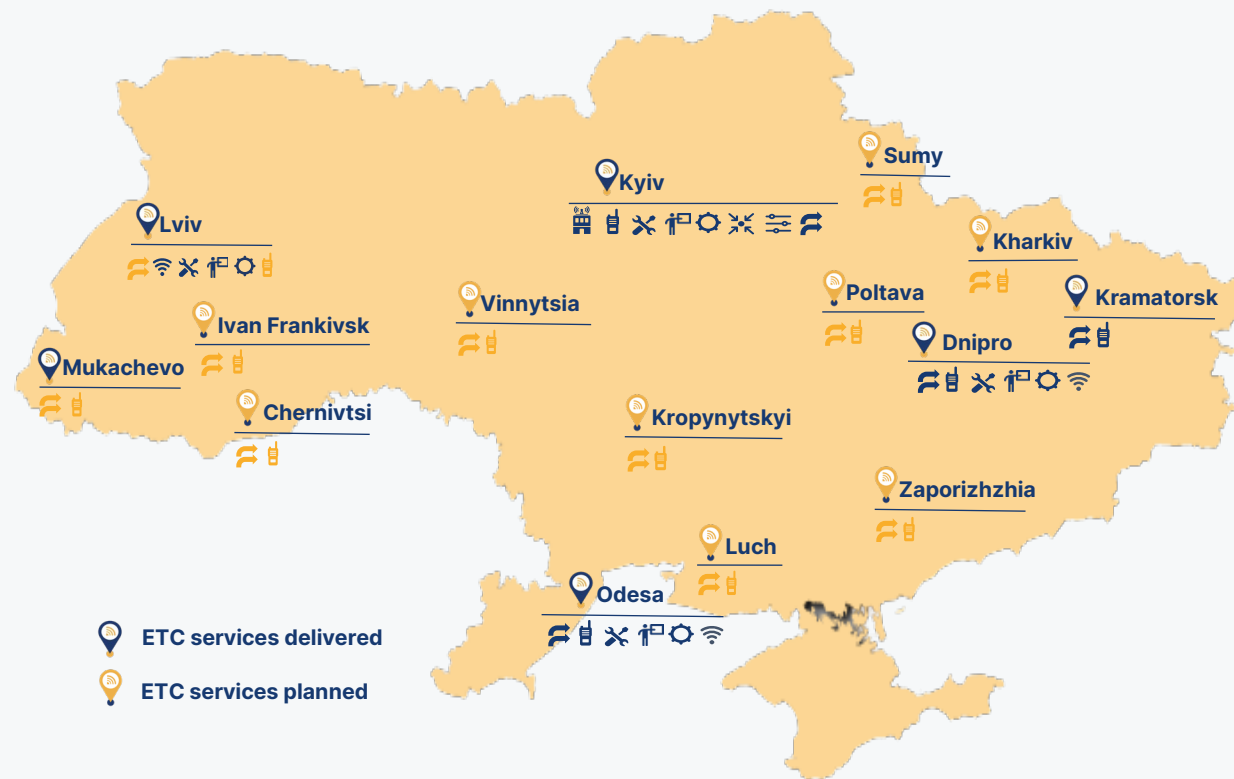 Sumy
Kyiv
Lviv
Kharkiv
Poltava
Kramatorsk
Vinnytsia
Ivan Frankivsk
Dnipro
Mukachevo
Chernivtsi
Kropynytskyi
Zaporizhzhia
Luch
Odesa
ETC services delivered
ETC services planned